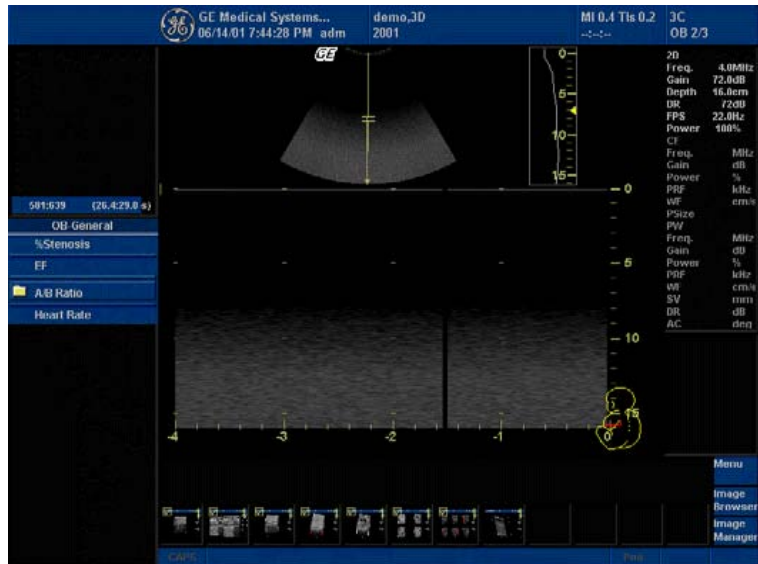 GE Medical Systems... demo,3D MI 0.4 TIs 0.2 3C
06/14/01 7:44:28 PM adm 2001 --:--:-- OB 2/3
GE
0
5
10
15
2D
Freq. 4.0MHz
Gain 72.0dB
Depth 16.0cm
DR 72dB
FPS 22.0Hz
Power 100%
CF
Freq. MHz
Gain dB
Power %
PRF kHz
WF cm/s
PSize
PW
Freq. MHz
Gain dB
Power %
PRF kHz
WF cm/s
SV mm
DR dB
AC deg
501:639 (26.4:29.0 s)
OB-General
%Stenosis
EF
A/B Ratio
Heart Rate
0
5
10
15
-4 -3 -2 -1 0
Menu
Image
Browser
Image
Manager
CAPS